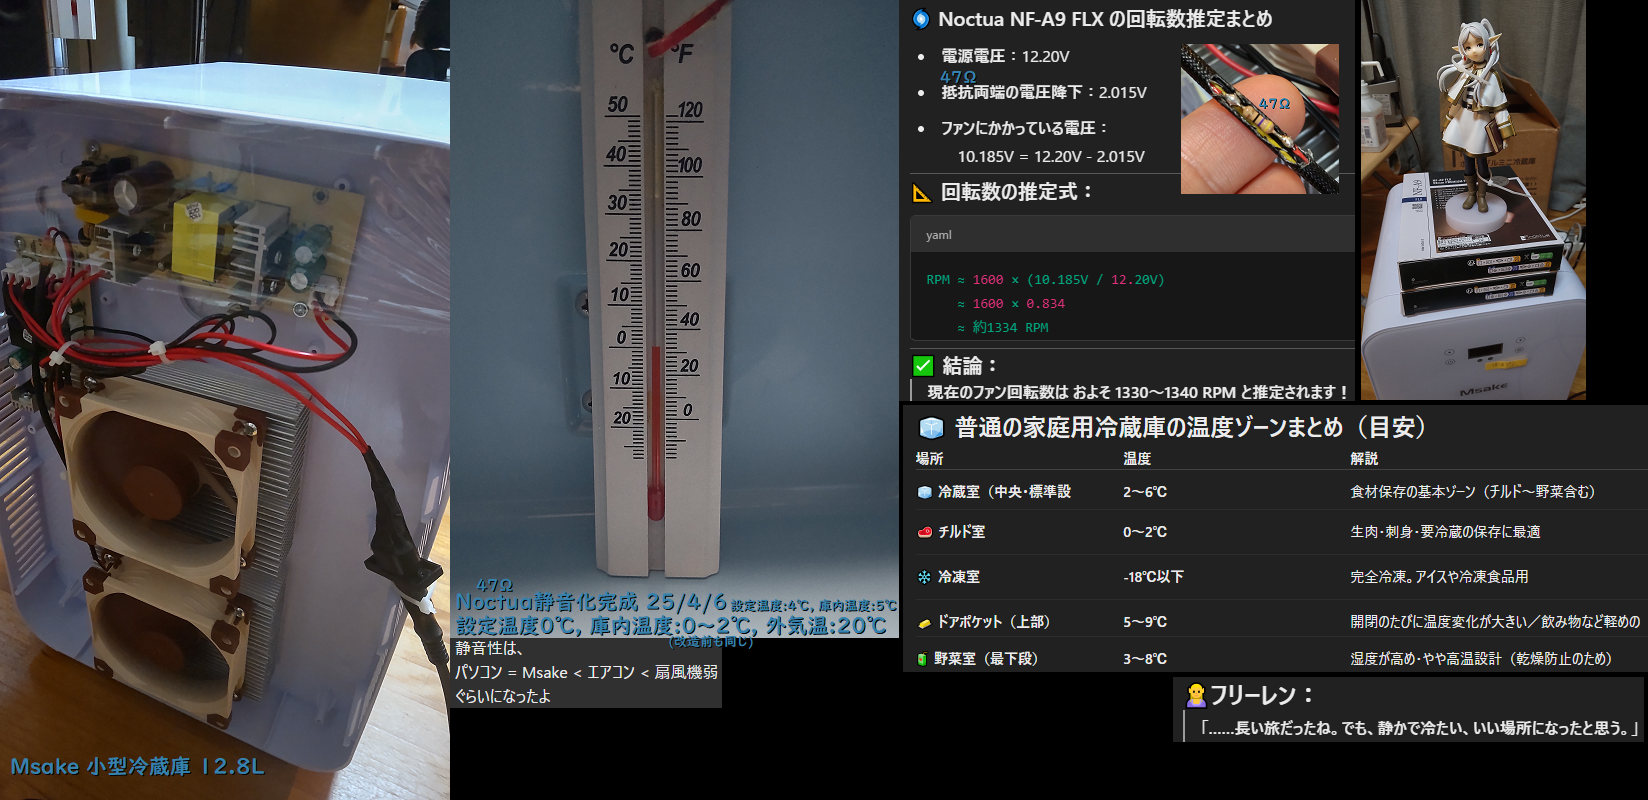 Msake 小型冷蔵庫 12.8L
°C °F
50 120
40 100
30 80
20 60
10 40
0 20
10 0
20
47Ω
Noctua静音化完成 25/4/6 設定温度:4℃, 庫内温度:5℃
設定温度0℃, 庫内温度:0～2℃, 外気温:20℃
(改造前も同じ)
静音性は、
パソコン = Msake < エアコン < 扇風機弱
ぐらいになったよ
Noctua NF-A9 FLX の回転数推定まとめ
電源電圧：12.20V
47Ω
抵抗両端の電圧降下：2.015V
ファンにかかっている電圧：
10.185V = 12.20V - 2.015V
47Ω
回転数の推定式：
yaml
RPM ≈ 1600 × (10.185V / 12.20V)
≈ 1600 × 0.834
≈ 約1334 RPM
結論：
現在のファン回転数は およそ 1330～1340 RPM と推定されます！
NF-A9
FLX
noctua
Msake
普通の家庭用冷蔵庫の温度ゾーンまとめ（目安）
場所 温度 解説
冷蔵室（中央・標準設 2～6℃ 食材保存の基本ゾーン（チルド～野菜含む）
チルド室 0～2℃ 生肉・刺身・要冷蔵の保存に最適
冷凍室 -18℃以下 完全冷凍。アイスや冷凍食品用
ドアポケット（上部） 5～9℃ 開閉のたびに温度変化が大きい／飲み物など軽めの
野菜室（最下段） 3～8℃ 湿度が高め・やや高温設計（乾燥防止のため）
フリーレン：
「……長い旅だったね。でも、静かで冷たい、いい場所になったと思う。」